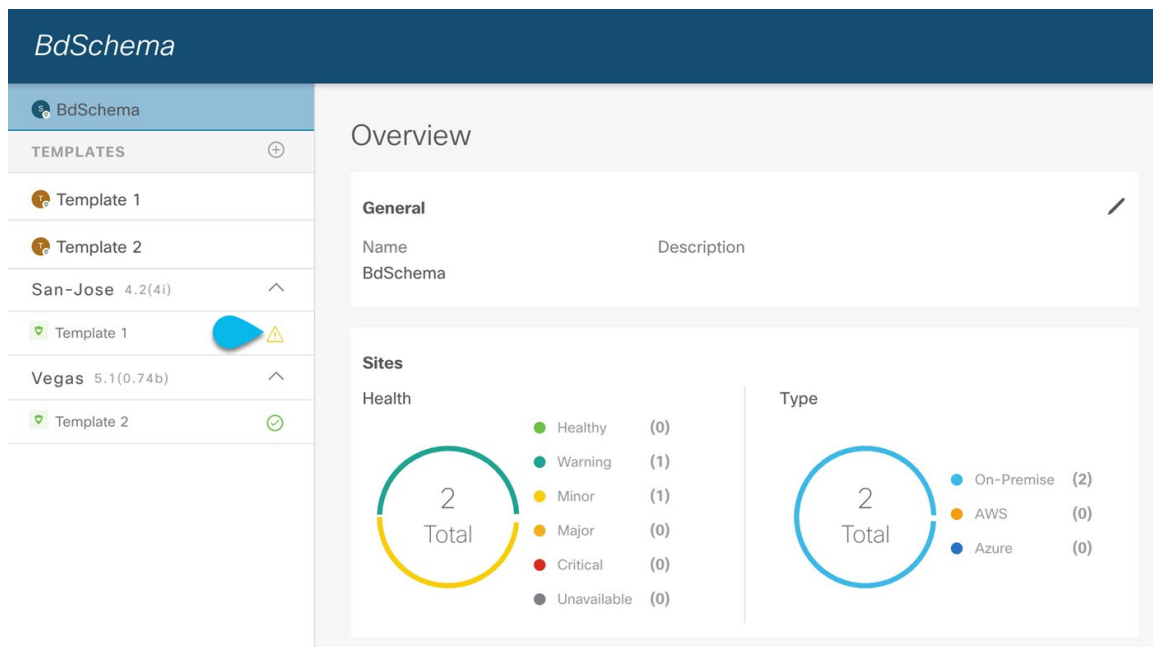 BdSchema
BdSchema
TEMPLATES
Template 1
Template 2
San-Jose 4.2(4i)
Template 1
Vegas 5.1(0.74b)
Template 2
Overview
General
Name Description
BdSchema
Sites
Health
2
Total
Healthy (0)
Warning (1)
Minor (1)
Major (0)
Critical (0)
Unavailable (0)
Type
2
Total
On-Premise (2)
AWS (0)
Azure (0)